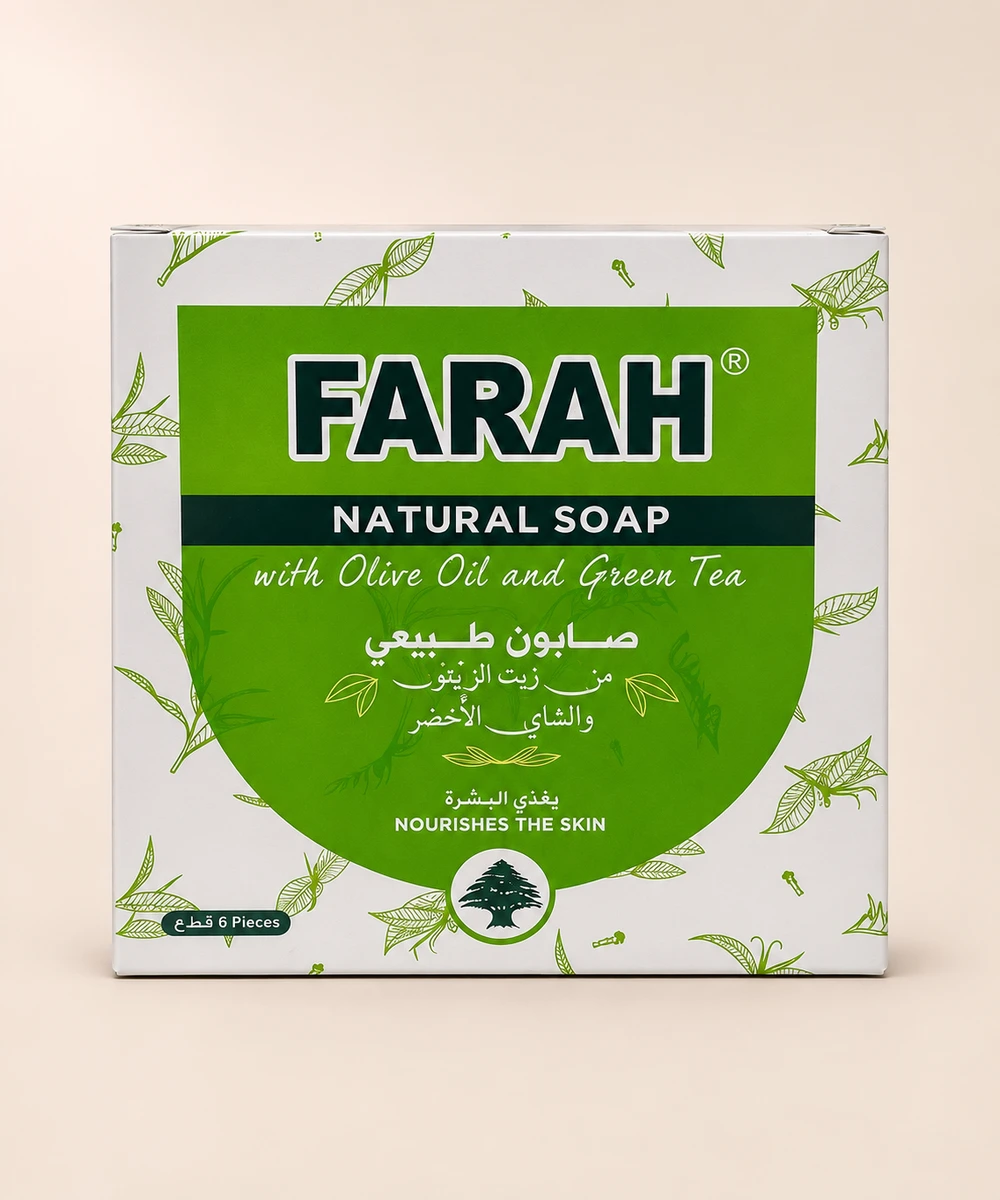 FARAH®
NATURAL SOAP
with Olive Oil and Green Tea
صابون طبيعي
من زيت الزيتون
والشاي الأخضر
يغذي البشرة
NOURISHES THE SKIN
6 Pieces قطع